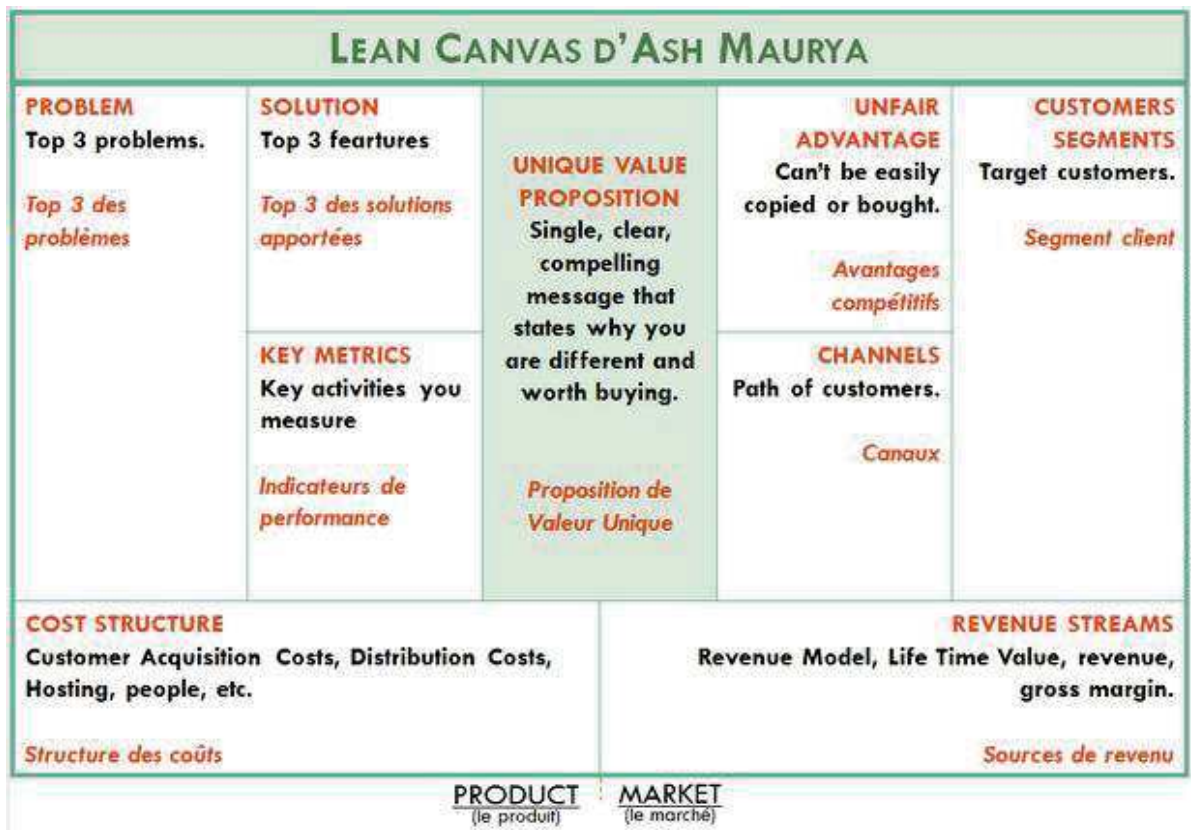 LEAN CANVAS D'ASH MAURYA
PROBLEM
Top 3 problems.
Top 3 des
problèmes
SOLUTION
Top 3 feartures
Top 3 des solutions
apportées
KEY METRICS
Key activities you
measure
Indicateurs de
performance
UNIQUE VALUE
PROPOSITION
Single, clear,
compelling
message that
states why you
are different and
worth buying.
Proposition de
Valeur Unique
UNFAIR
ADVANTAGE
Can't be easily
copied or bought.
Avantages
compétitifs
CHANNELS
Path of customers.
Canaux
CUSTOMERS
SEGMENTS
Target customers.
Segment client
COST STRUCTURE
Customer Acquisition Costs, Distribution Costs,
Hosting, people, etc.
Structure des coûts
REVENUE STREAMS
Revenue Model, Life Time Value, revenue,
gross margin.
Sources de revenu
PRODUCT
(le produit)
MARKET
(le marché)